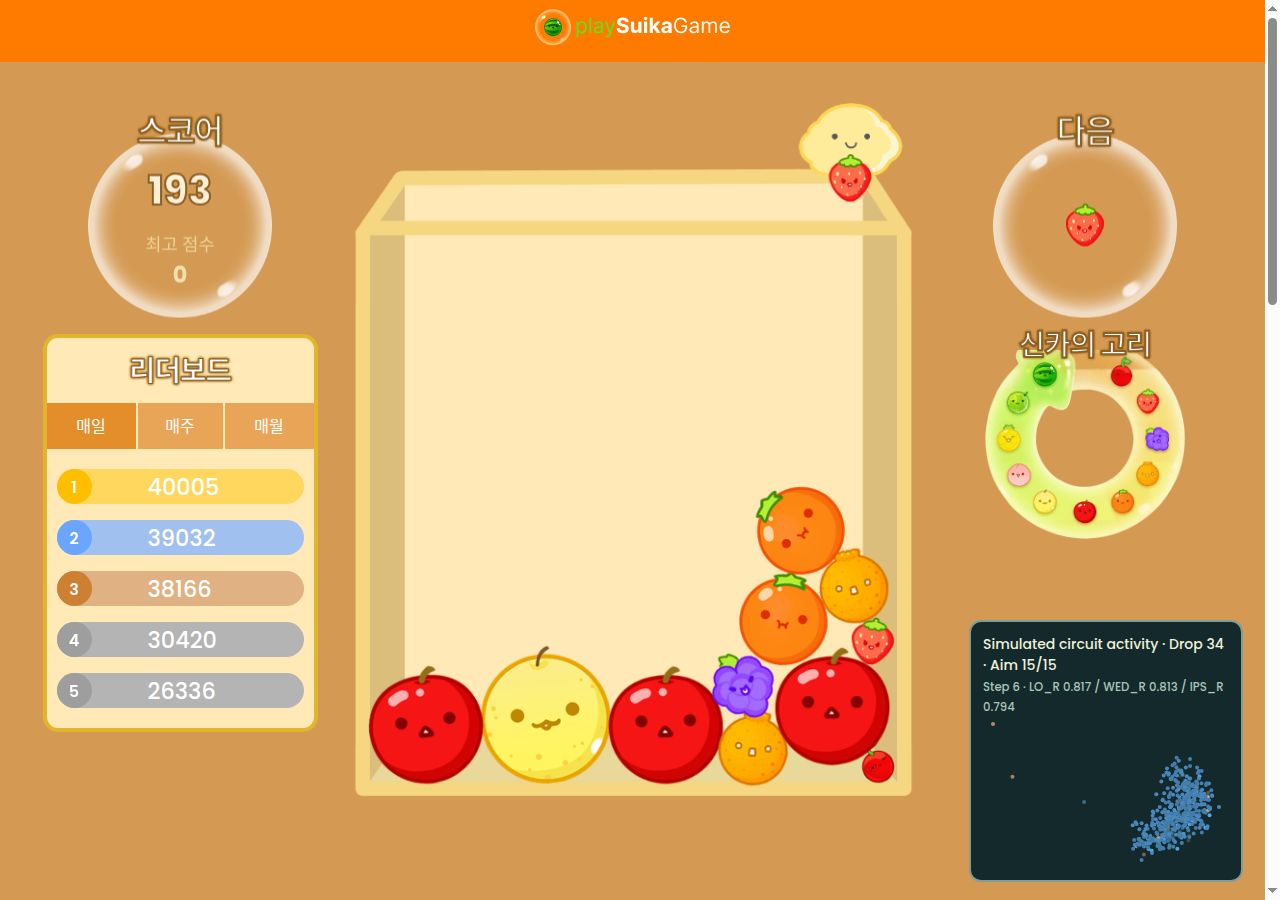 playSuikaGame
스코어
193
최고 점수
0
리더보드
매일 매주 매월
1 40005
2 39032
3 38166
4 30420
5 26336
다음
신카의 고리
Simulated circuit activity · Drop 34
· Aim 15/15
Step 6 · LO_R 0.817 / WED_R 0.813 / IPS_R
0.794